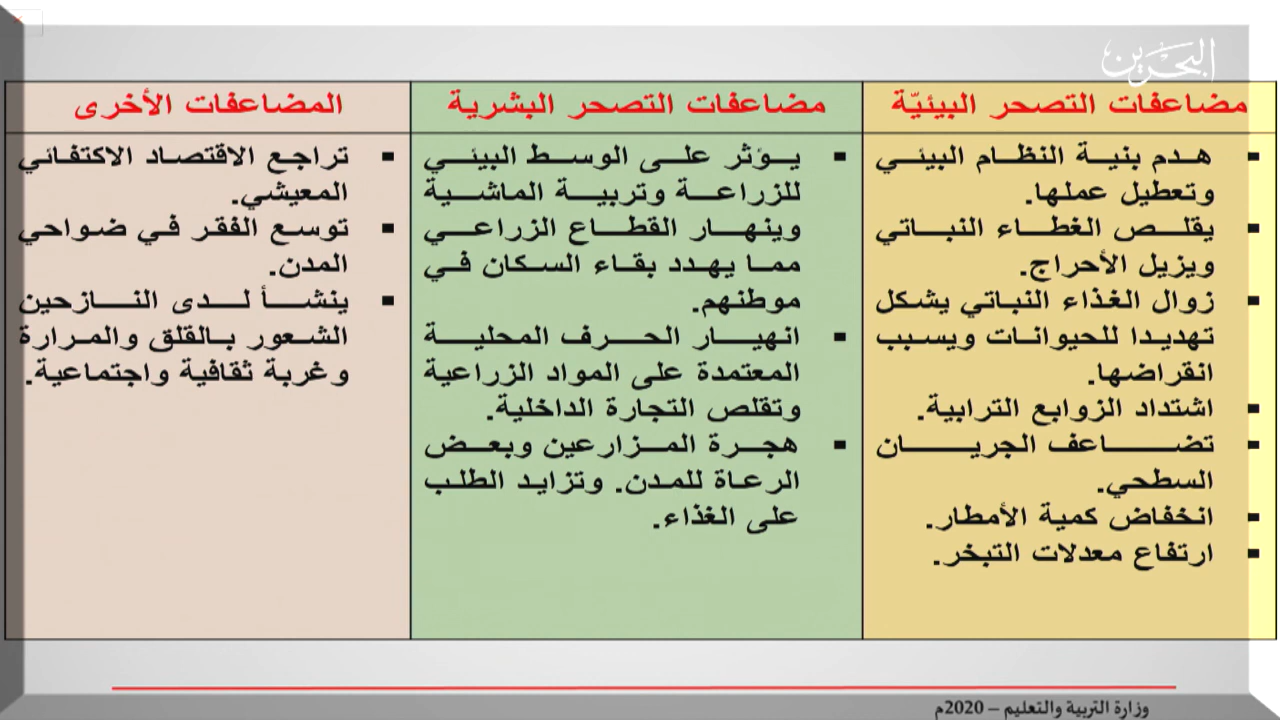 البحرين
مضاعفات التصحر البيئيّة
هدم بنية النظام البيئي
وتعطيل عملها.
يقلص الغطاء النباتي
ويزيل الأحراج.
زوال الغذاء النباتي يشكل
تهديدا للحيوانات ويسبب
انقراضها.
اشتداد الزوابع الترابية.
تضاعف الجريان
السطحي.
انخفاض كمية الأمطار.
ارتفاع معدلات التبخر.
مضاعفات التصحر البشرية
يؤثر على الوسط البيئي
للزراعة وتربية الماشية
وينهار القطاع الزراعي
مما يهدد بقاء السكان في
موطنهم.
انهيار الحرف المحلية
المعتمدة على المواد الزراعية
وتقلص التجارة الداخلية.
هجرة المزارعين وبعض
الرعاة للمدن. وتزايد الطلب
على الغذاء.
المضاعفات الأخرى
تراجع الاقتصاد الاكتفائي
المعيشي.
توسع الفقر في ضواحي
المدن.
ينشأ لدى النازحين
الشعور بالقلق والمرارة
وغربة ثقافية واجتماعية.
وزارة التربية والتعليم – 2020م